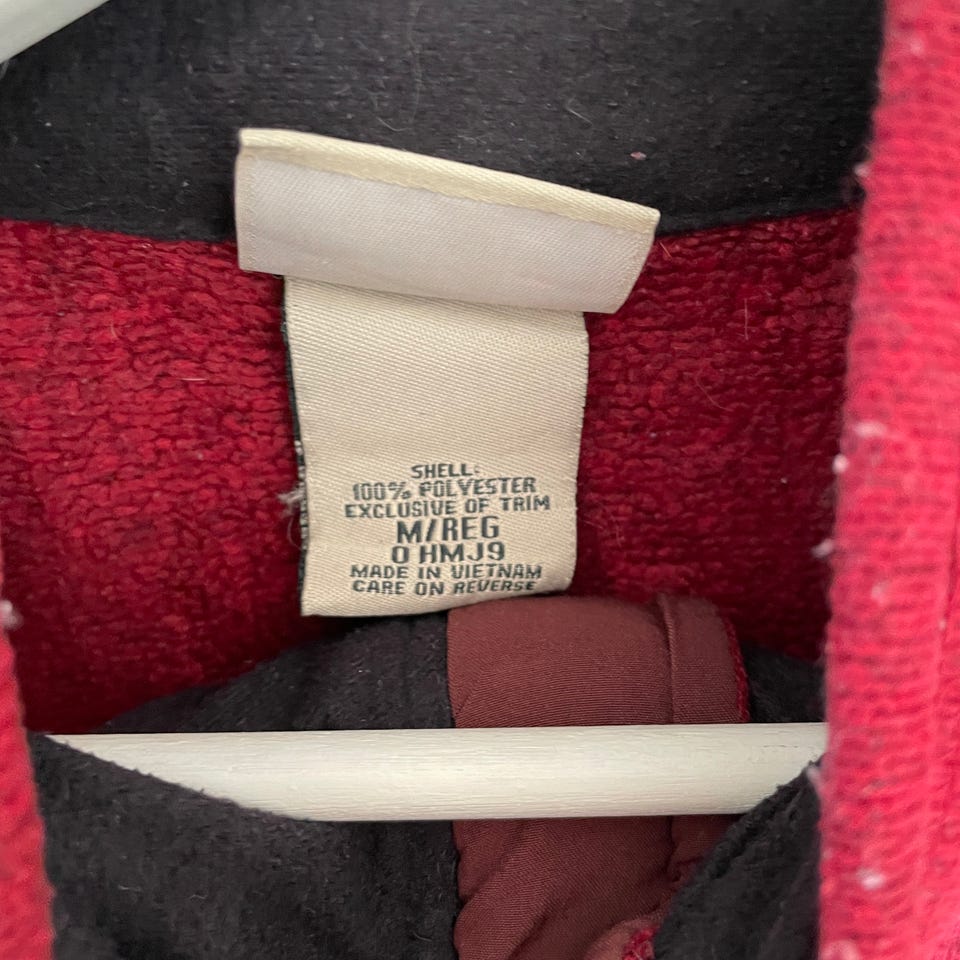 SHELL:
100% POLYESTER
EXCLUSIVE OF TRIM
M/REG
0 HMJ9
MADE IN VIETNAM
CARE ON REVERSE